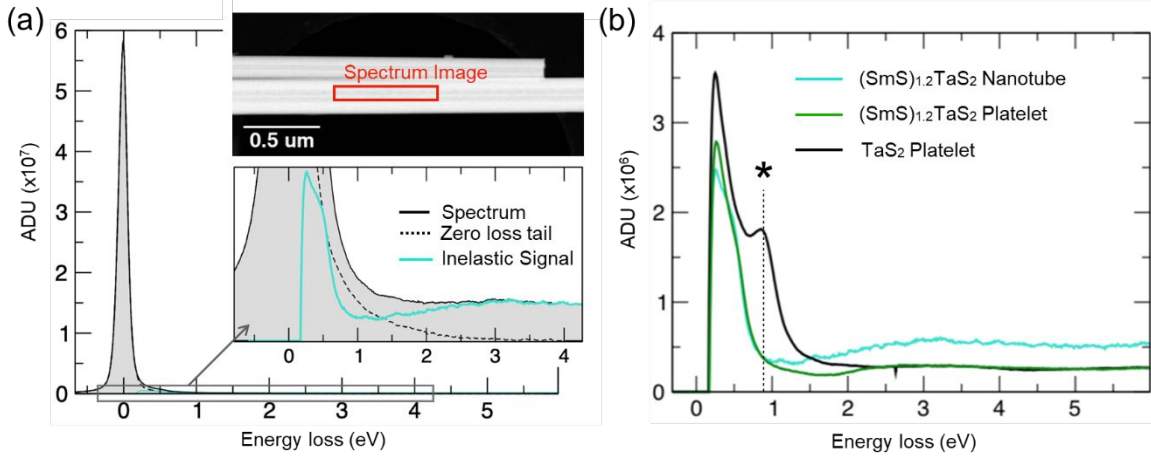 (a)
6
5
4
3
2
1
0
ADU (x10⁷)
0 1 2 3 4 5
Energy loss (eV)
Spectrum Image
0.5 um
Spectrum
Zero loss tail
Inelastic Signal
0 1 2 3 4
(b)
4
3
2
1
0
ADU (x10⁶)
(SmS)₁.₂TaS₂ Nanotube
(SmS)₁.₂TaS₂ Platelet
TaS₂ Platelet
*
0 1 2 3 4 5
Energy loss (eV)